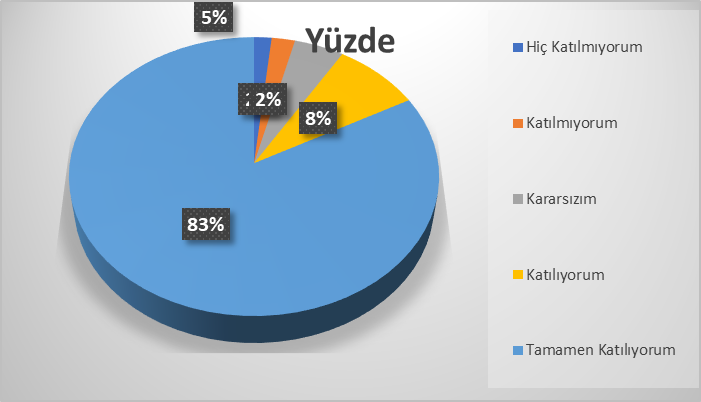 5%
Yüzde
2%
8%
83%
Hiç Katılmıyorum
Katılmıyorum
Kararsızım
Katılıyorum
Tamamen Katılıyorum